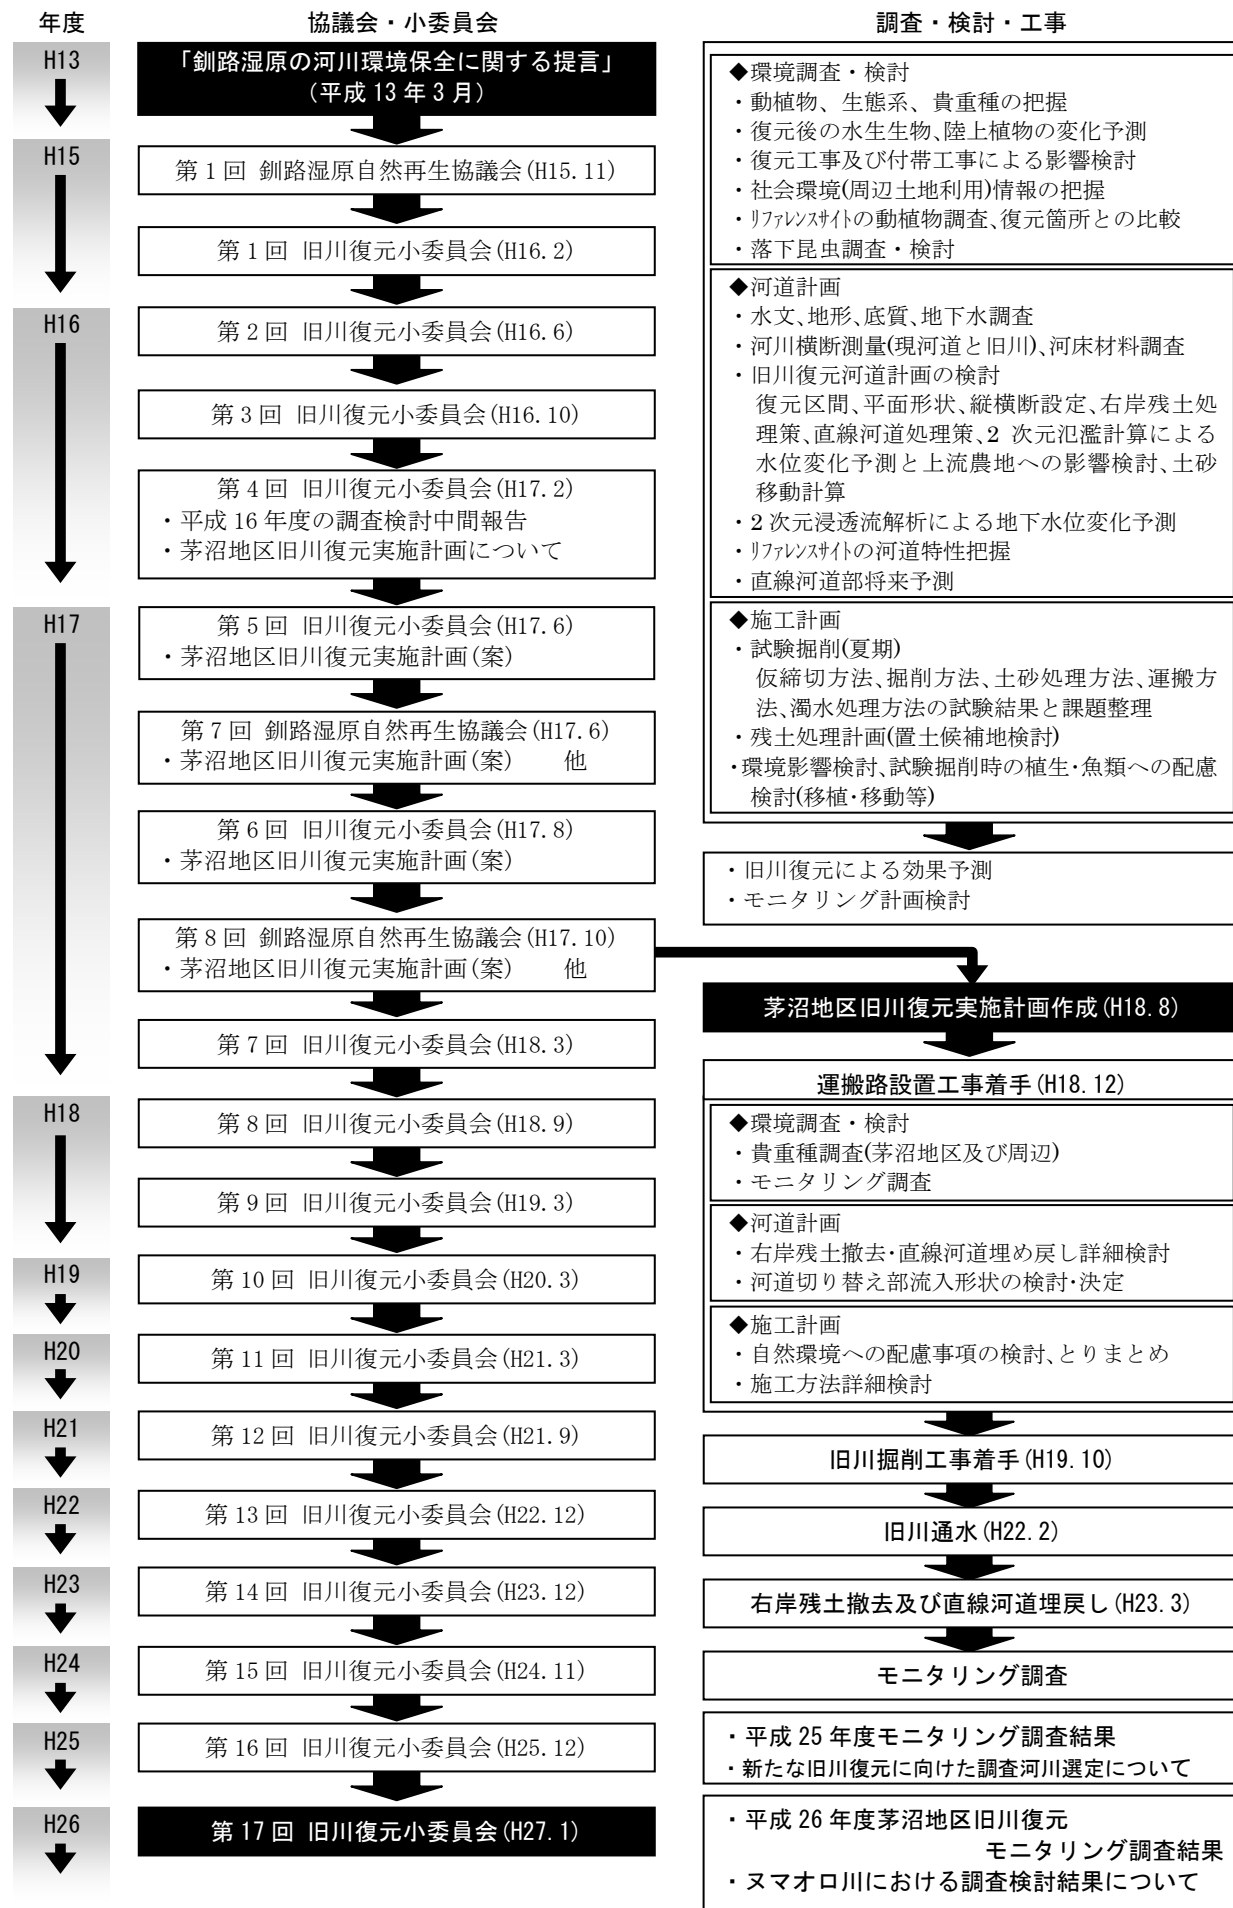 年度
協議会・小委員会
調査・検討・工事
H13
「釧路湿原の河川環境保全に関する提言」
(平成 13 年 3 月)
H15
第 1 回 釧路湿原自然再生協議会(H15.11)
第 1 回 旧川復元小委員会(H16.2)
H16
第 2 回 旧川復元小委員会(H16.6)
第 3 回 旧川復元小委員会(H16.10)
第 4 回 旧川復元小委員会(H17.2)
・平成 16 年度の調査検討中間報告
・茅沼地区旧川復元実施計画について
H17
第 5 回 旧川復元小委員会(H17.6)
・茅沼地区旧川復元実施計画(案)
第 7 回 釧路湿原自然再生協議会(H17.6)
・茅沼地区旧川復元実施計画(案) 他
第 6 回 旧川復元小委員会(H17.8)
・茅沼地区旧川復元実施計画(案)
第 8 回 釧路湿原自然再生協議会(H17.10)
・茅沼地区旧川復元実施計画(案) 他
第 7 回 旧川復元小委員会(H18.3)
H18
第 8 回 旧川復元小委員会(H18.9)
第 9 回 旧川復元小委員会(H19.3)
H19
第 10 回 旧川復元小委員会(H20.3)
H20
第 11 回 旧川復元小委員会(H21.3)
H21
第 12 回 旧川復元小委員会(H21.9)
H22
第 13 回 旧川復元小委員会(H22.12)
H23
第 14 回 旧川復元小委員会(H23.12)
H24
第 15 回 旧川復元小委員会(H24.11)
H25
第 16 回 旧川復元小委員会(H25.12)
H26
第 17 回 旧川復元小委員会(H27.1)
◆環境調査・検討
・動植物、生態系、貴重種の把握
・復元後の水生生物、陸上植物の変化予測
・復元工事及び付帯工事による影響検討
・社会環境(周辺土地利用)情報の把握
・ﾘﾌｧﾚﾝｽｻｲﾄの動植物調査、復元箇所との比較
・落下昆虫調査・検討
◆河道計画
・水文、地形、底質、地下水調査
・河川横断測量(現河道と旧川)、河床材料調査
・旧川復元河道計画の検討
復元区間、平面形状、縦横断設定、右岸残土処
理策、直線河道処理策、2 次元氾濫計算による
水位変化予測と上流農地への影響検討、土砂
移動計算
・2 次元浸透流解析による地下水位変化予測
・ﾘﾌｧﾚﾝｽｻｲﾄの河道特性把握
・直線河道部将来予測
◆施工計画
・試験掘削(夏期)
仮締切方法、掘削方法、土砂処理方法、運搬方
法、濁水処理方法の試験結果と課題整理
・残土処理計画(置土候補地検討)
・環境影響検討、試験掘削時の植生・魚類への配慮
検討(移植・移動等)
・旧川復元による効果予測
・モニタリング計画検討
茅沼地区旧川復元実施計画作成(H18.8)
運搬路設置工事着手(H18.12)
◆環境調査・検討
・貴重種調査(茅沼地区及び周辺)
・モニタリング調査
◆河道計画
・右岸残土撤去・直線河道埋め戻し詳細検討
・河道切り替え部流入形状の検討・決定
◆施工計画
・自然環境への配慮事項の検討、とりまとめ
・施工方法詳細検討
旧川掘削工事着手(H19.10)
旧川通水(H22.2)
右岸残土撤去及び直線河道埋戻し(H23.3)
モニタリング調査
・平成 25 年度モニタリング調査結果
・新たな旧川復元に向けた調査河川選定について
・平成 26 年度茅沼地区旧川復元
モニタリング調査結果
・ヌマオロ川における調査検討結果について